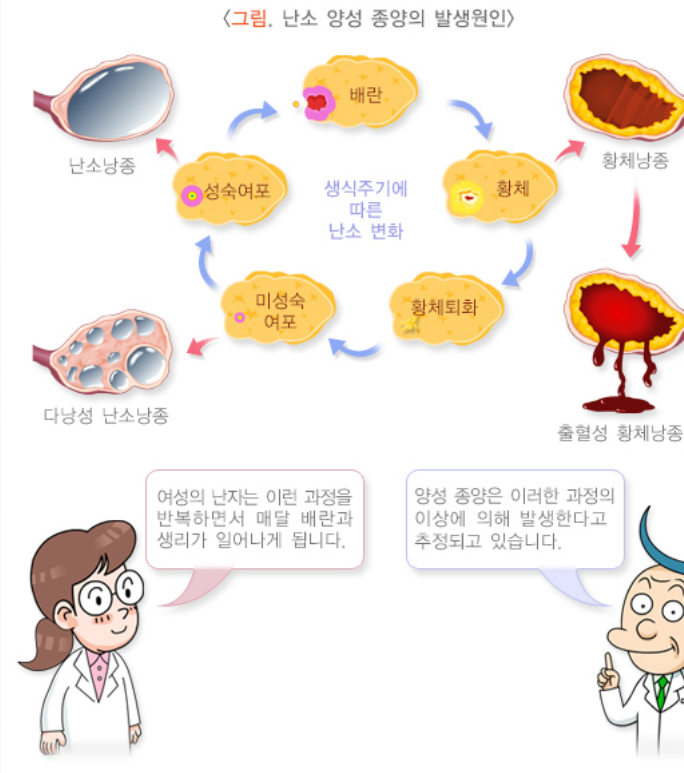 <그림. 난소 양성 종양의 발생원인>
배란
난소낭종
황체낭종
성숙여포
생식주기에
따른
난소 변화
황체
미성숙
여포
황체퇴화
다낭성 난소낭종
출혈성 황체낭종
여성의 난자는 이런 과정을
반복하면서 매달 배란과
생리가 일어나게 됩니다.
양성 종양은 이러한 과정의
이상에 의해 발생한다고
추정되고 있습니다.